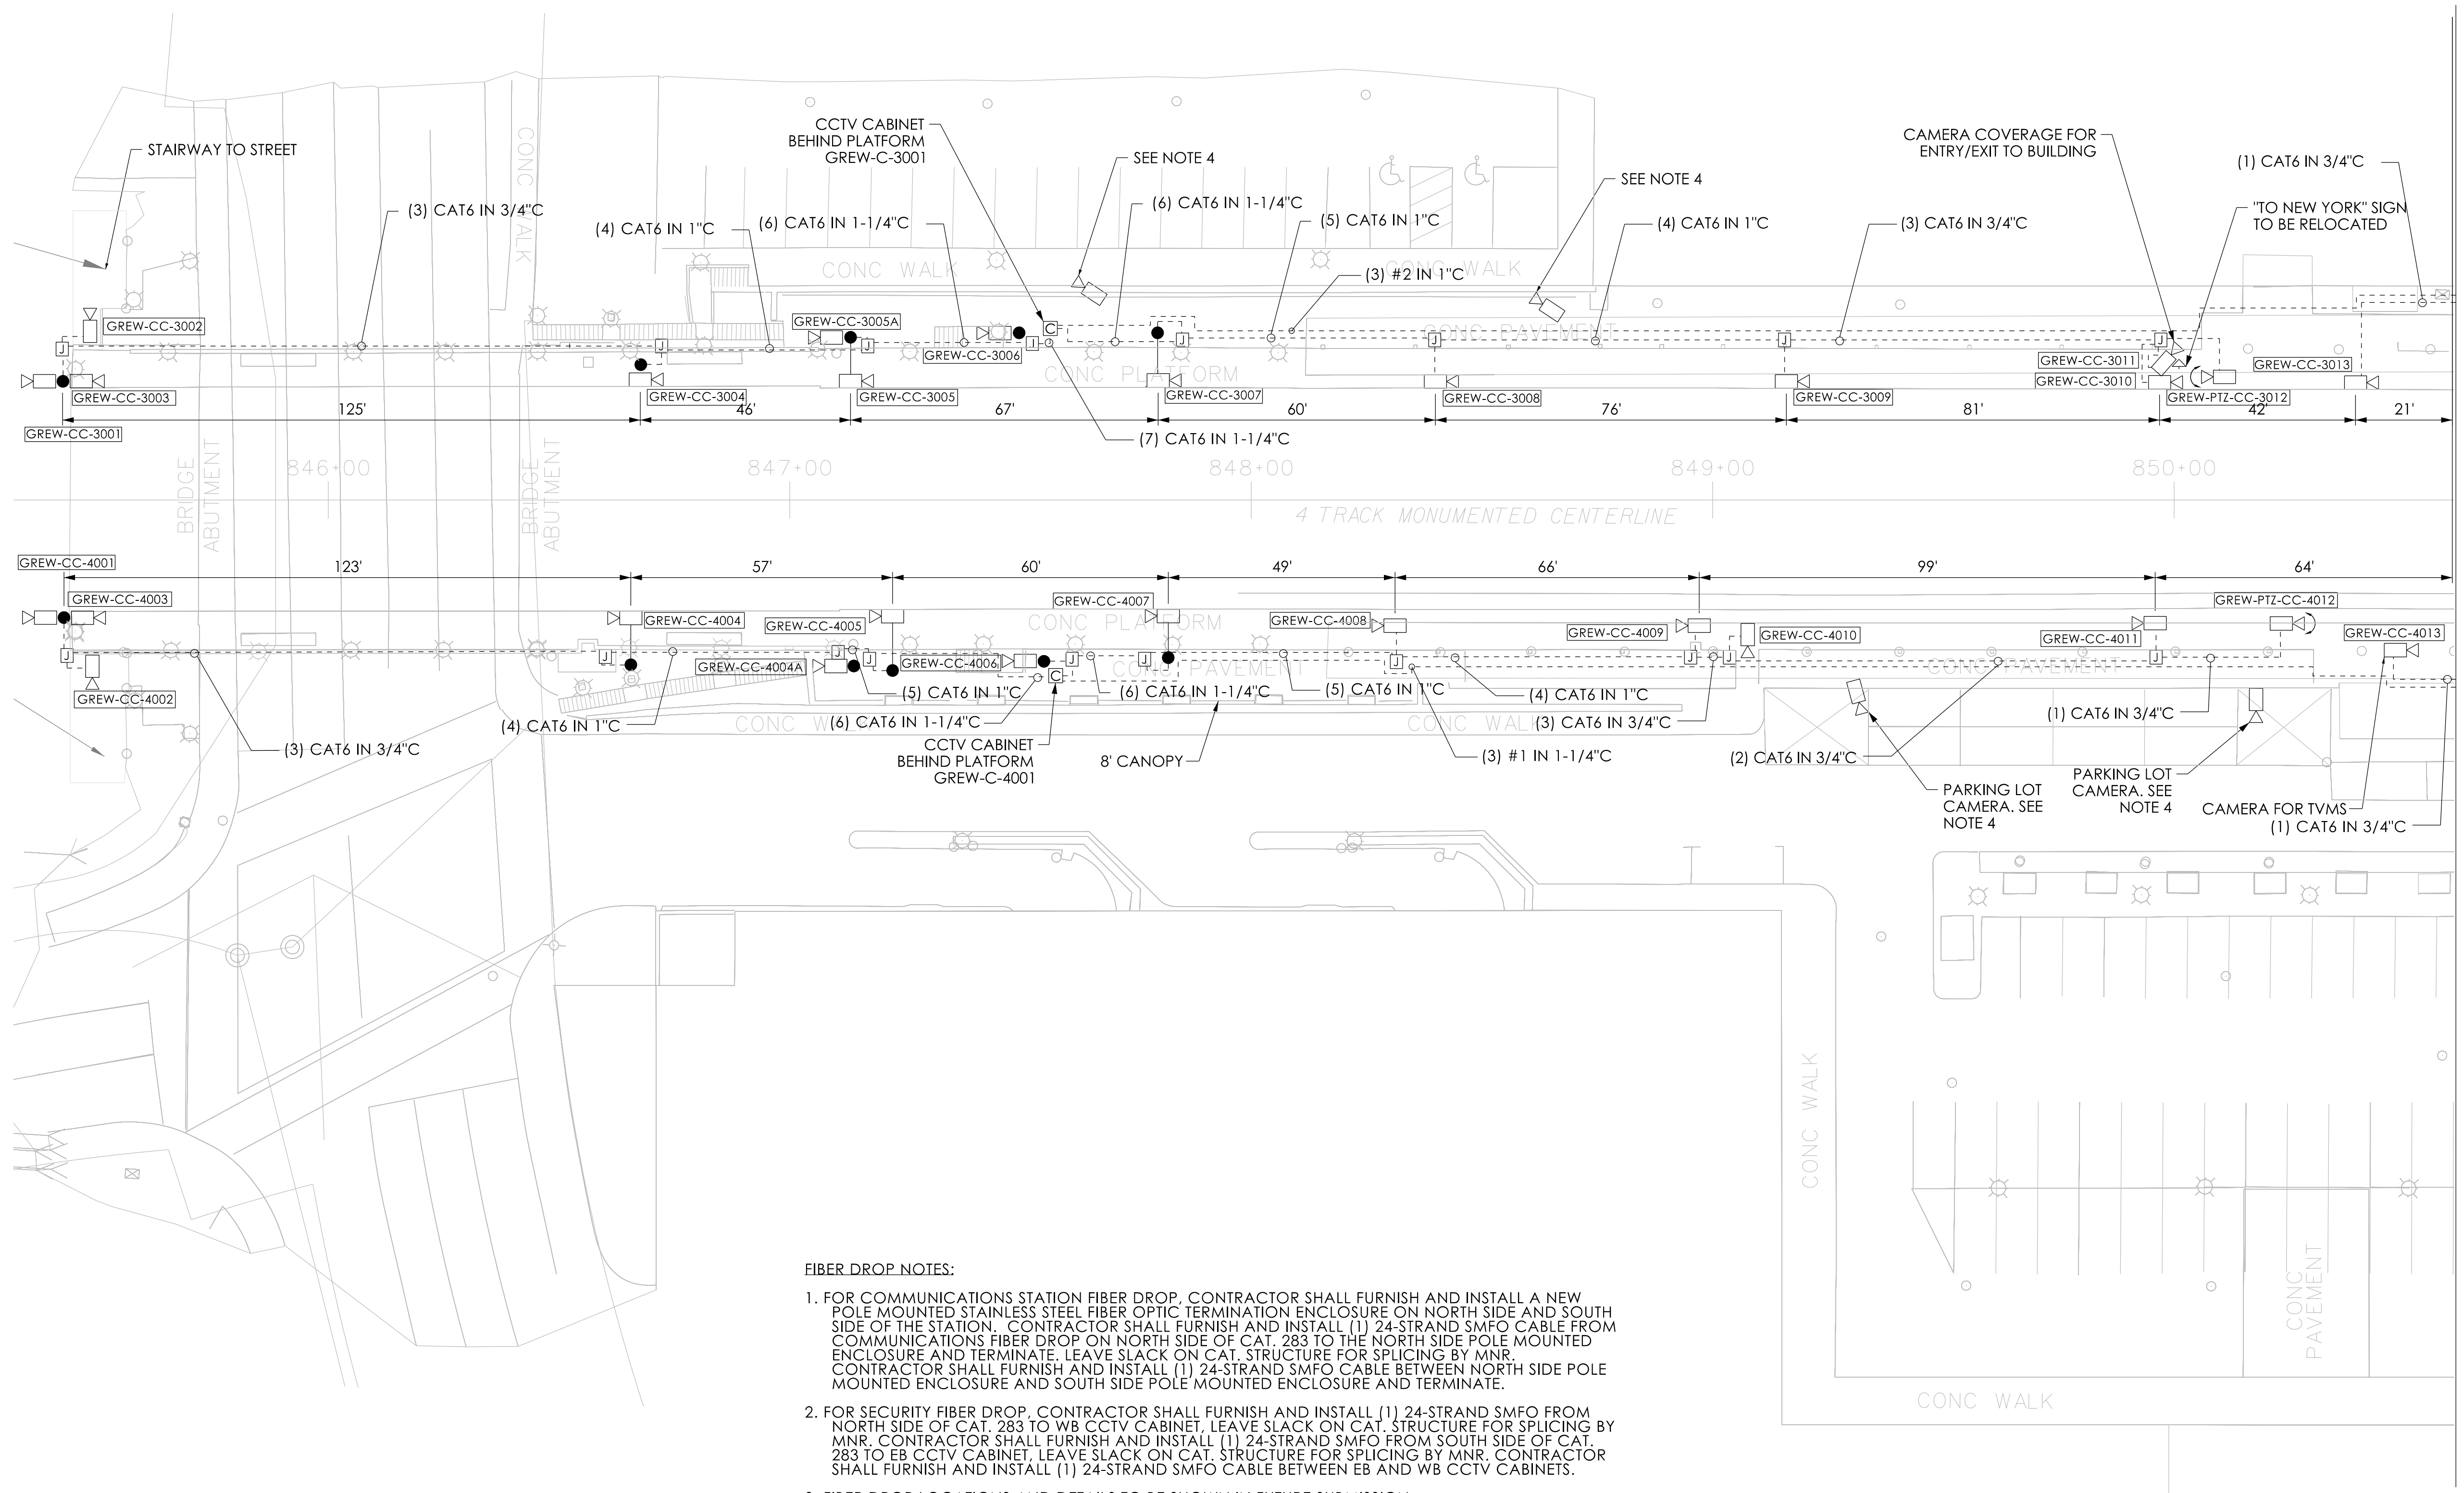 STAIRWAY TO STREET
CONC WALK
CCTV CABINET
BEHIND PLATFORM
GREW-C-3001
SEE NOTE 4
SEE NOTE 4
CAMERA COVERAGE FOR
ENTRY/EXIT TO BUILDING
(1) CAT6 IN 3/4"C
"TO NEW YORK" SIGN
TO BE RELOCATED
(3) CAT6 IN 3/4"C
(4) CAT6 IN 1"C
(6) CAT6 IN 1-1/4"C
(6) CAT6 IN 1-1/4"C
(5) CAT6 IN 1"C
(4) CAT6 IN 1"C
(3) CAT6 IN 3/4"C
CONC WALK
(3) #2 IN 1"C
CONC WALK
GREW-CC-3002
GREW-CC-3005A
C
CONC PAVEMENT
J
J
J
J
J
J
J
J
GREW-CC-3006
CONC PLATFORM
GREW-CC-3011
GREW-CC-3010
GREW-CC-3013
GREW-CC-3003
GREW-CC-3004
GREW-CC-3005
GREW-CC-3007
GREW-CC-3008
GREW-CC-3009
GREW-PTZ-CC-3012
125'
46'
67'
60'
76'
81'
42'
21'
GREW-CC-3001
(7) CAT6 IN 1-1/4"C
846+00
847+00
848+00
849+00
850+00
BRIDGE
ABUTMENT
BRIDGE
ABUTMENT
4 TRACK MONUMENTED CENTERLINE
GREW-CC-4001
123'
57'
60'
49'
66'
99'
64'
GREW-CC-4003
GREW-CC-4007
GREW-PTZ-CC-4012
GREW-CC-4004
GREW-CC-4005
CONC PLATFORM
GREW-CC-4008
GREW-CC-4009
GREW-CC-4010
GREW-CC-4011
GREW-CC-4013
J
J
J
J
J
J
J
J
J
J
GREW-CC-4004A
GREW-CC-4006
C
CONC PAVEMENT
CONC PAVEMENT
GREW-CC-4002
(5) CAT6 IN 1"C
(6) CAT6 IN 1-1/4"C
(5) CAT6 IN 1"C
(4) CAT6 IN 1"C
(1) CAT6 IN 3/4"C
(4) CAT6 IN 1"C
CONC WALK
(6) CAT6 IN 1-1/4"C
CONC WALK
(3) CAT6 IN 3/4"C
(3) CAT6 IN 3/4"C
CCTV CABINET
BEHIND PLATFORM
GREW-C-4001
8' CANOPY
(3) #1 IN 1-1/4"C
(2) CAT6 IN 3/4"C
PARKING LOT
CAMERA. SEE
NOTE 4
PARKING LOT
CAMERA. SEE
NOTE 4
CAMERA FOR TVMS
(1) CAT6 IN 3/4"C
CONC WALK
CONC
PAVEMENT
CONC WALK
FIBER DROP NOTES:
1. FOR COMMUNICATIONS STATION FIBER DROP, CONTRACTOR SHALL FURNISH AND INSTALL A NEW
POLE MOUNTED STAINLESS STEEL FIBER OPTIC TERMINATION ENCLOSURE ON NORTH SIDE AND SOUTH
SIDE OF THE STATION. CONTRACTOR SHALL FURNISH AND INSTALL (1) 24-STRAND SMFO CABLE FROM
COMMUNICATIONS FIBER DROP ON NORTH SIDE OF CAT. 283 TO THE NORTH SIDE POLE MOUNTED
ENCLOSURE AND TERMINATE. LEAVE SLACK ON CAT. STRUCTURE FOR SPLICING BY MNR.
CONTRACTOR SHALL FURNISH AND INSTALL (1) 24-STRAND SMFO CABLE BETWEEN NORTH SIDE POLE
MOUNTED ENCLOSURE AND SOUTH SIDE POLE MOUNTED ENCLOSURE AND TERMINATE.
2. FOR SECURITY FIBER DROP, CONTRACTOR SHALL FURNISH AND INSTALL (1) 24-STRAND SMFO FROM
NORTH SIDE OF CAT. 283 TO WB CCTV CABINET, LEAVE SLACK ON CAT. STRUCTURE FOR SPLICING BY
MNR. CONTRACTOR SHALL FURNISH AND INSTALL (1) 24-STRAND SMFO FROM SOUTH SIDE OF CAT.
283 TO EB CCTV CABINET, LEAVE SLACK ON CAT. STRUCTURE FOR SPLICING BY MNR. CONTRACTOR
SHALL FURNISH AND INSTALL (1) 24-STRAND SMFO CABLE BETWEEN EB AND WB CCTV CABINETS.